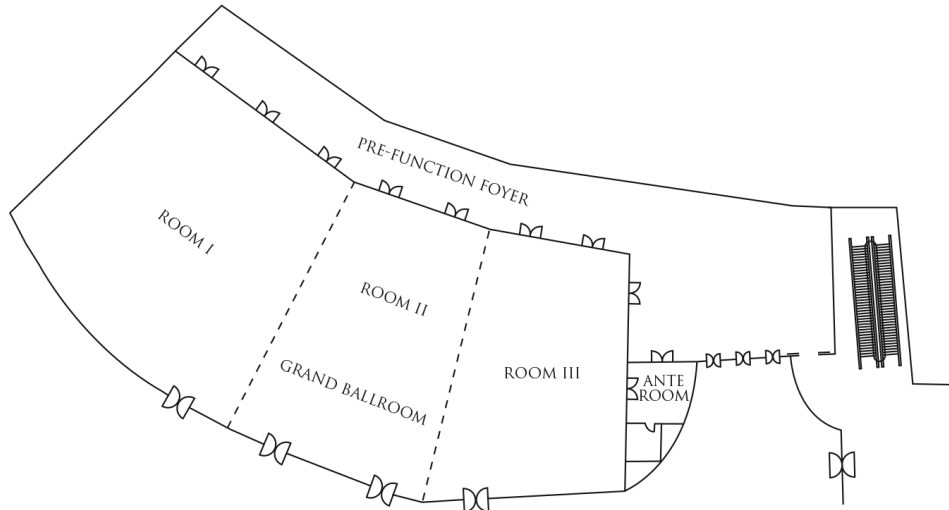 PRE-FUNCTION FOYER
ROOM I
ROOM II
GRAND BALLROOM
ROOM III
ANTE
ROOM